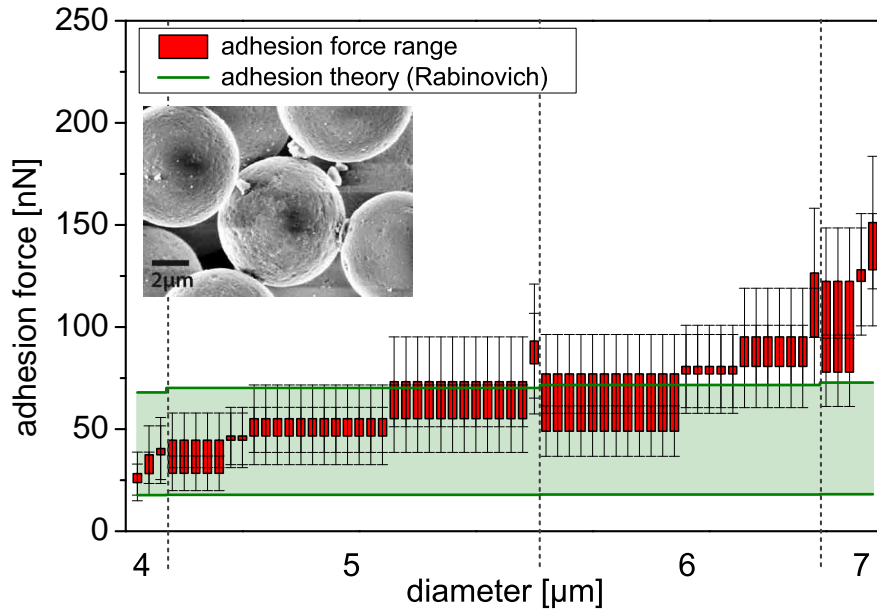 250
200
150
100
50
0
adhesion force [nN]
adhesion force range
adhesion theory (Rabinovich)
2µm
4 5 6 7
diameter [µm]